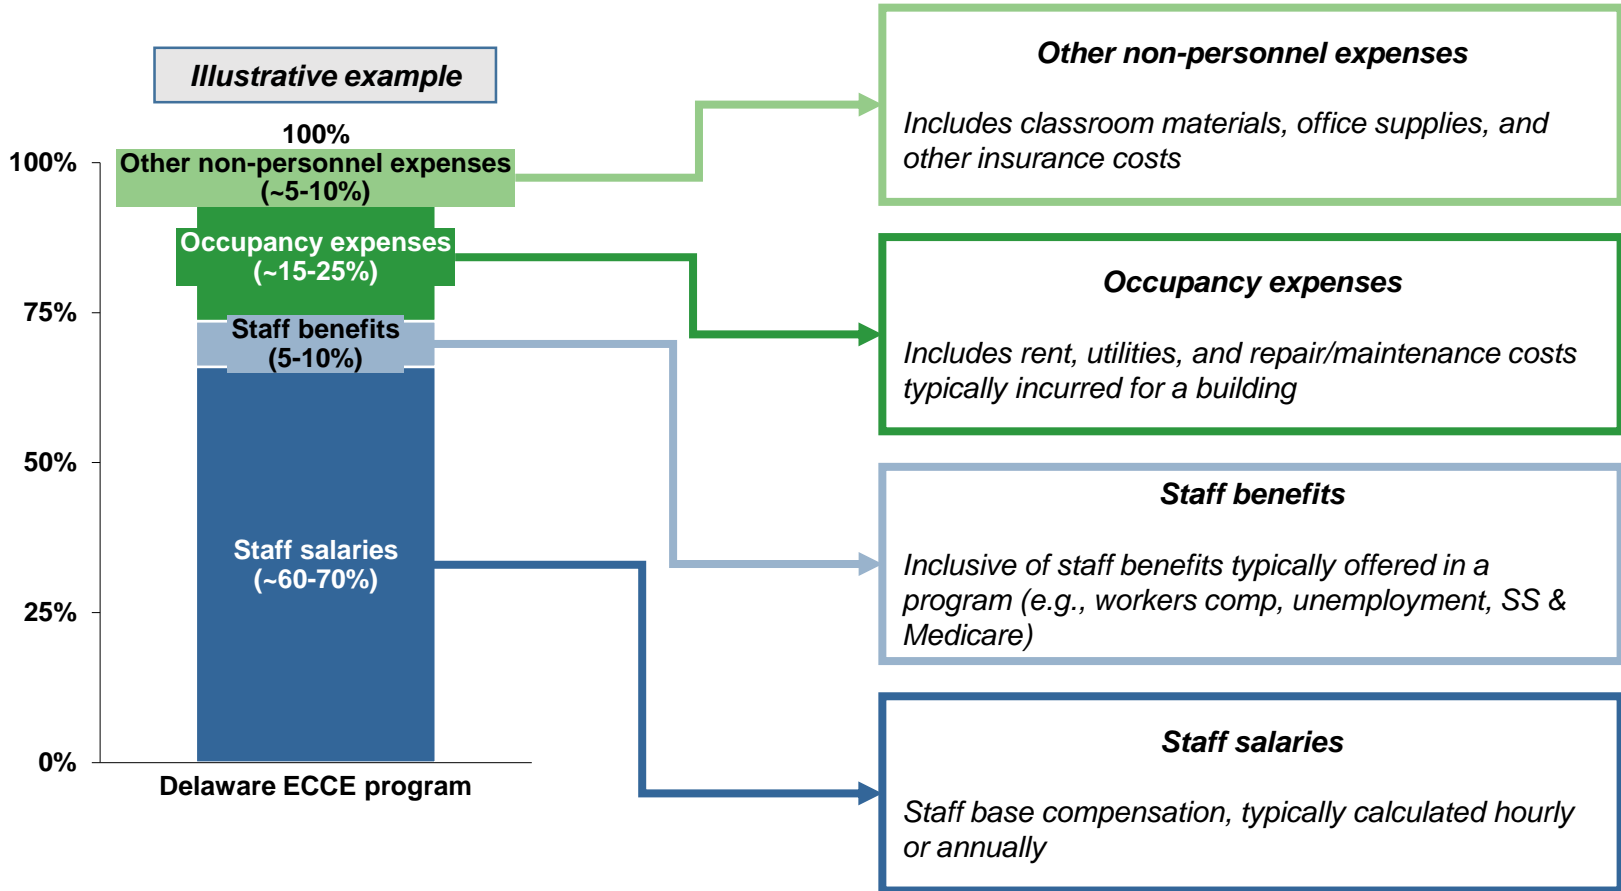 Illustrative example
100%
100%
75%
50%
25%
0%
Other non-personnel expenses
(~5-10%)
Occupancy expenses
(~15-25%)
Staff benefits
(5-10%)
Staff salaries
(~60-70%)
Delaware ECCE program
Other non-personnel expenses
Includes classroom materials, office supplies, and
other insurance costs
Occupancy expenses
Includes rent, utilities, and repair/maintenance costs
typically incurred for a building
Staff benefits
Inclusive of staff benefits typically offered in a
program (e.g., workers comp, unemployment, SS &
Medicare)
Staff salaries
Staff base compensation, typically calculated hourly
or annually